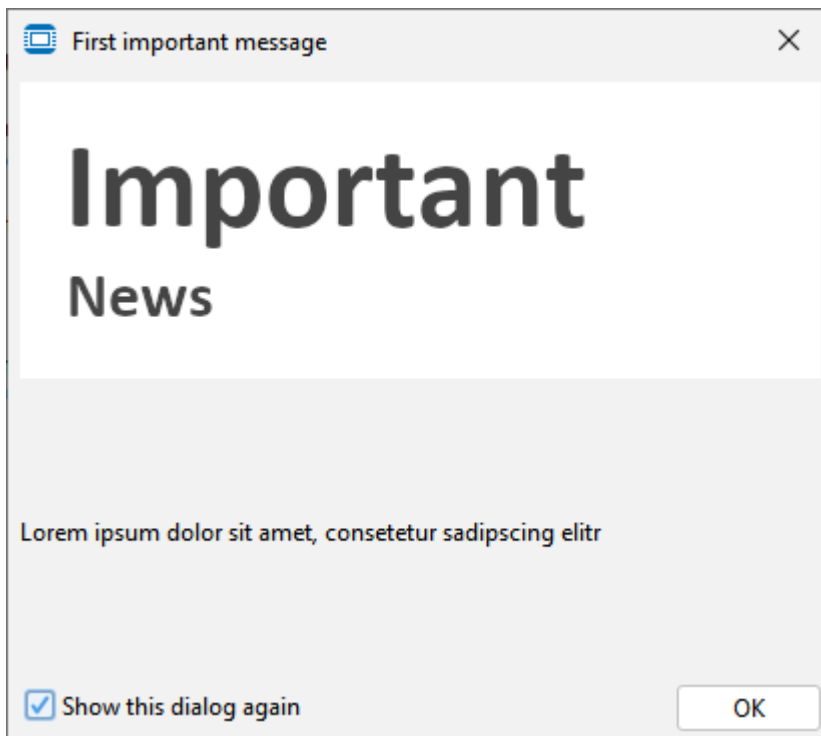 First important message
Important
News
Lorem ipsum dolor sit amet, consetetur sadipscing elitr
Show this dialog again
OK